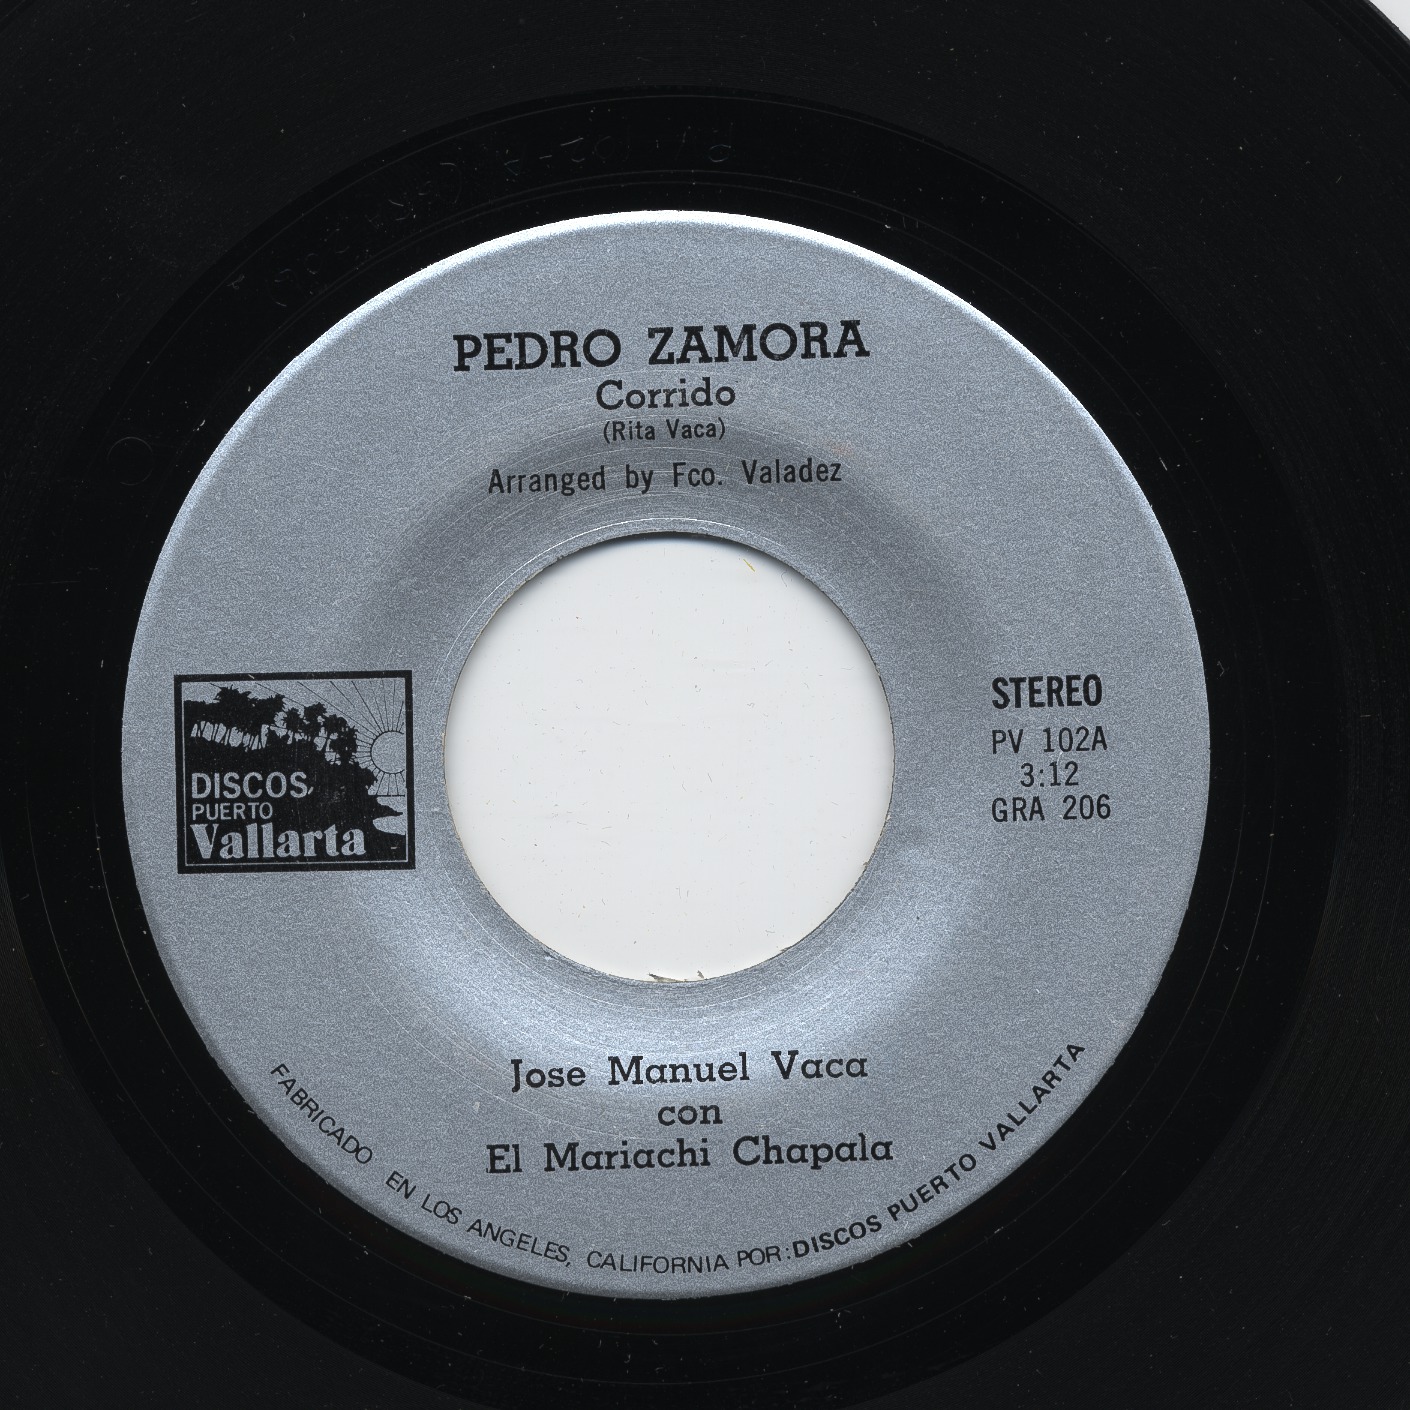 PEDRO ZAMORA
Corrido
(Rita Vaca)
Arranged by Fco. Valadez
DISCOS
PUERTO
Vallarta
STEREO
PV 102A
3:12
GRA 206
Jose Manuel Vaca
con
El Mariachi Chapala
FABRICADO EN LOS ANGELES, CALIFORNIA POR: DISCOS PUERTO VALLARTA